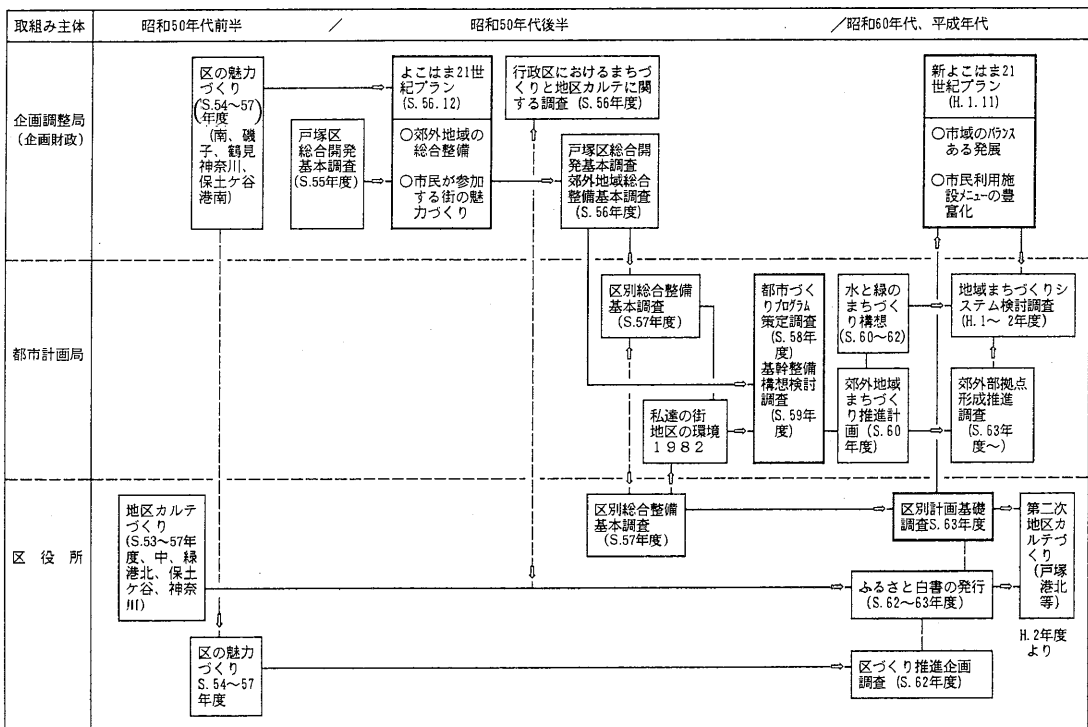 取組み主体
昭和50年代前半
／
昭和50年代後半
／昭和60年代、平成年代
企画調整局
(企画財政)
区の魅力
づくり
(S.54～57)
年度
(南、磯
子、鶴見
神奈川、
保土ケ谷
港南)
戸塚区
総合開発
基本調査
(S.55年度)
よこはま21世
紀プラン
(S.56.12)
○郊外地域の
総合整備
○市民が参加
する街の魅
力づくり
行政区におけるまちづ
くりと地区カルテに関
する調査 (S.56年度)
戸塚区総合開
発基本調査
郊外地域総合
整備基本調査
(S.56年度)
新よこはま21
世紀プラン
(H.1.11)
○市域のバランス
ある発展
○市民利用施
設メニューの豊
富化
都市計画局
区別総合整備
基本調査
(S.57年度)
私達の街
地区の環境
１９８２
都市づく
りプログラム
策定調査
(S.58年
度)
基幹整備
構想検討
調査
(S.59年
度)
水と緑の
まちづく
り構想
(S.60～62)
郊外地域
まちづく
り推進計
画(S.60
年度)
地域まちづくりシ
ステム検討調査
(H.1～2年度)
郊外部拠点
形成推進
調査
(S.63年
度～)
区役所
地区カルテ
づくり
(S.53～57年
度、中、緑
港北、保土
ケ谷、神奈
川)
区の魅力
づくり
S.54～57
年度
区別総合整備
基本調査
(S.57年度)
区別計画基礎
調査S.63年度
ふるさと白書の発行
(S.62～63年度)
区づくり推進企画
調査 (S.62年度)
第二次
地区カ
ルテづ
くり
(戸塚
港北
等)
H.2年度
より